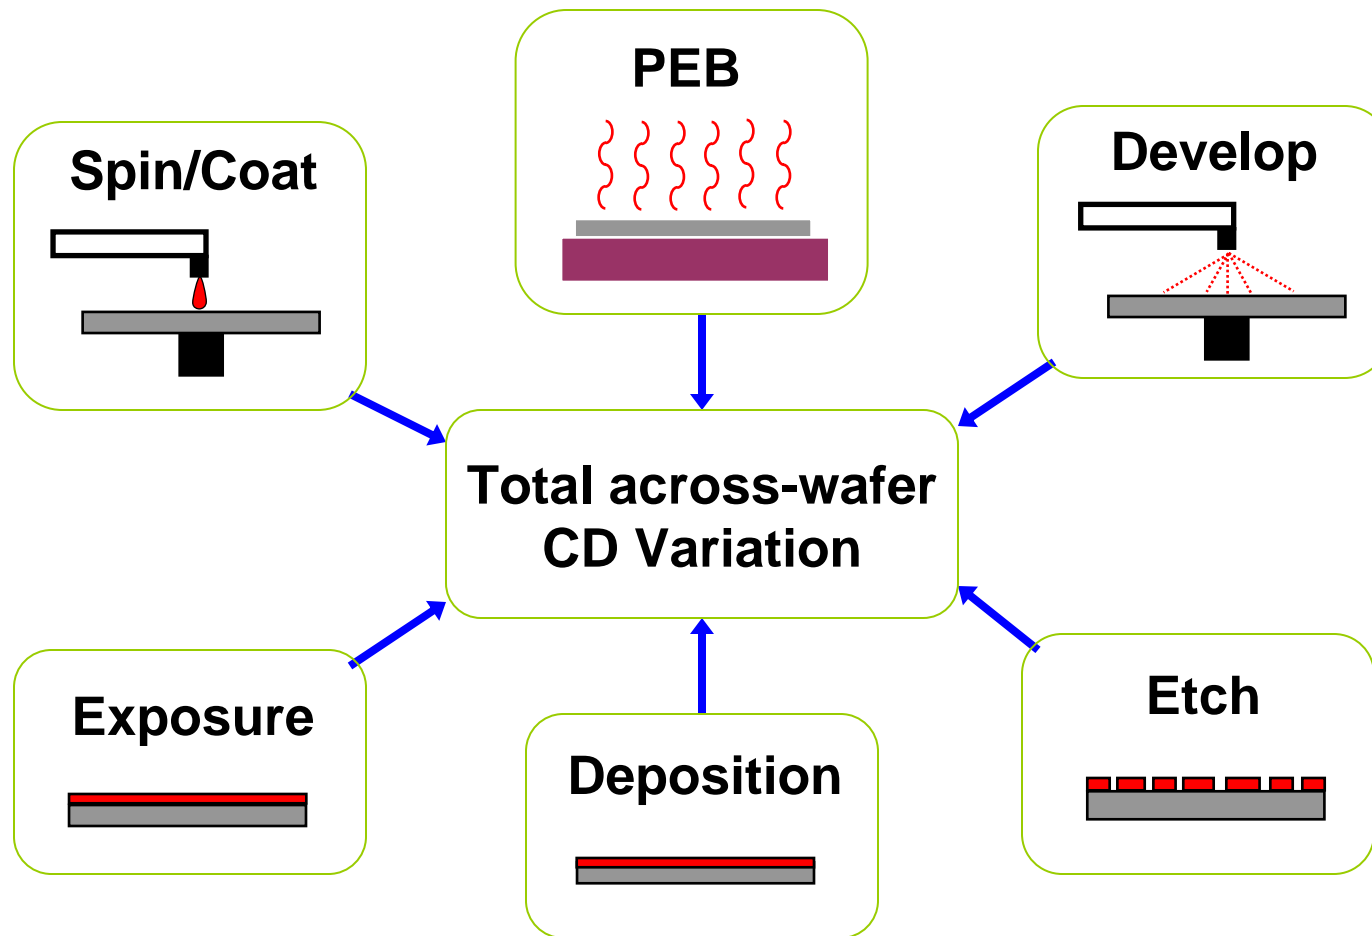 PEB
Spin/Coat
Develop
Total across-wafer
CD Variation
Exposure
Deposition
Etch